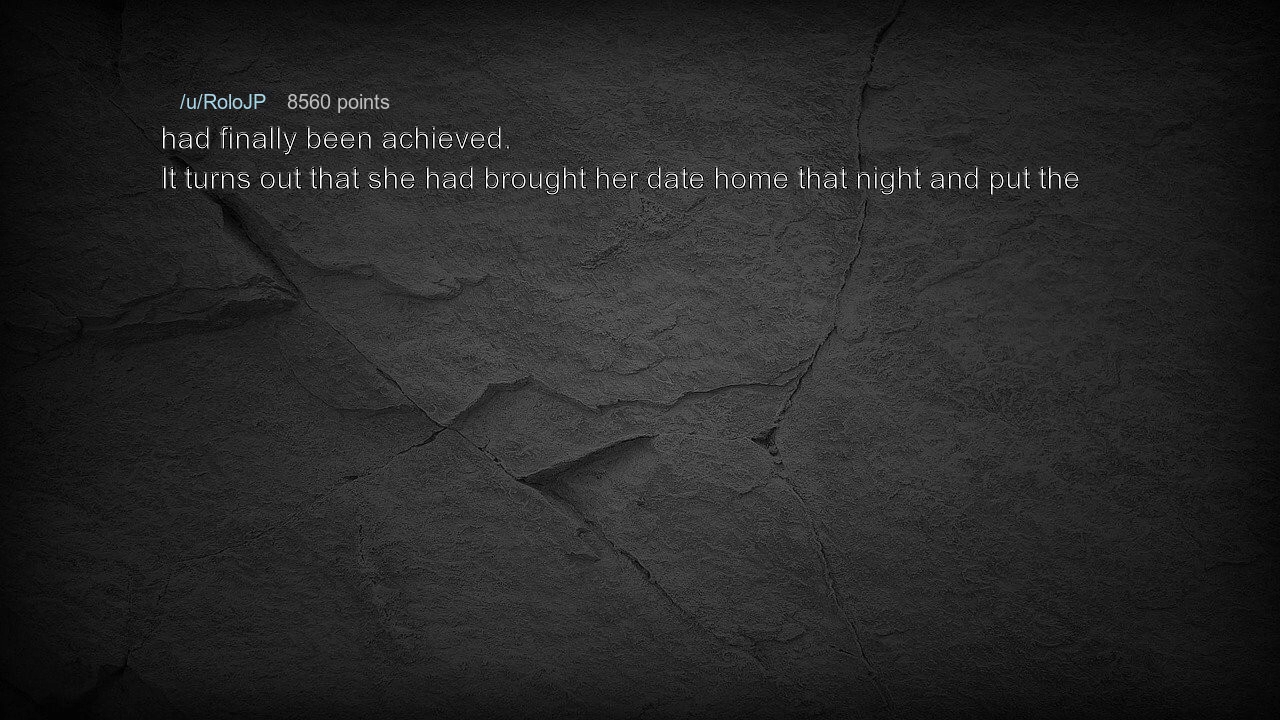 /u/RoloJP 8560 points
had finally been achieved.
It turns out that she had brought her date home that night and put the